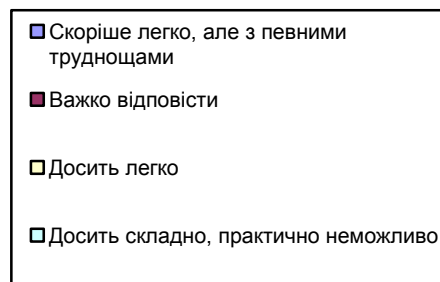 Скоріше легко, але з певними
труднощами
Важко відповісти
Досить легко
Досить складно, практично неможливо